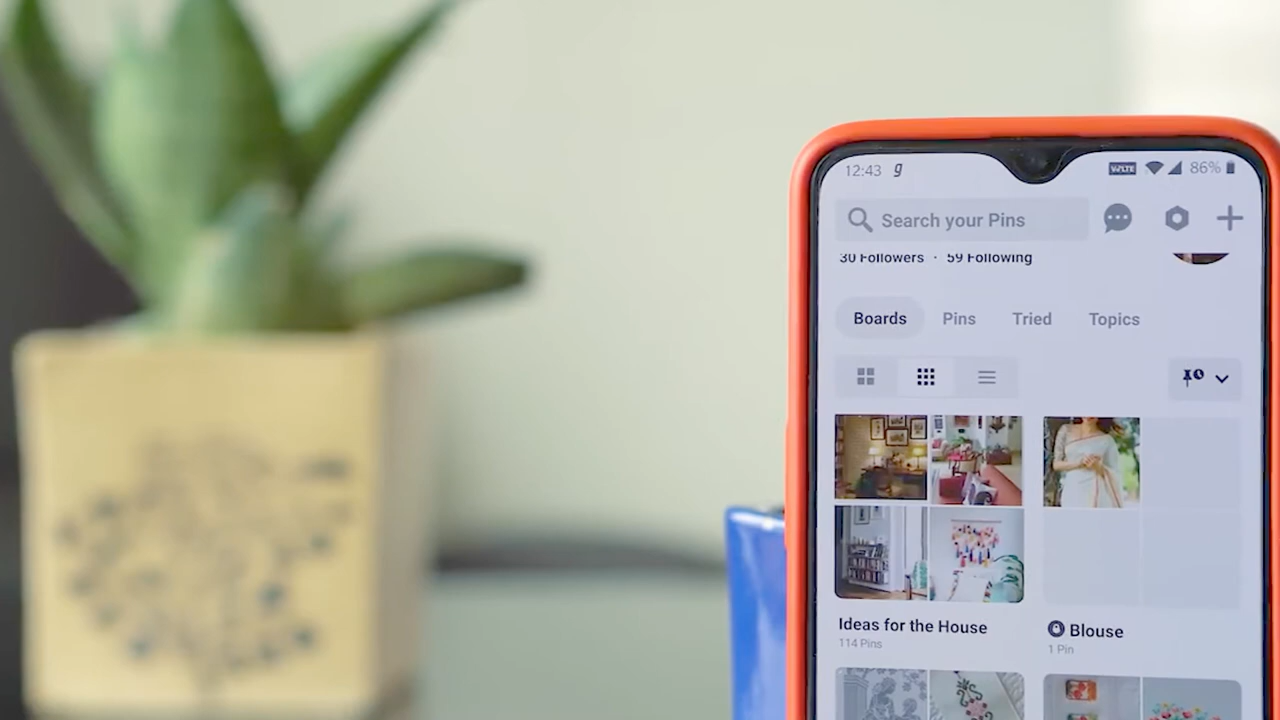 12:43 g VoLTE 86%
Search your Pins
30 Followers · 59 Following
Boards Pins Tried Topics
Ideas for the House
114 Pins
Blouse
1 Pin